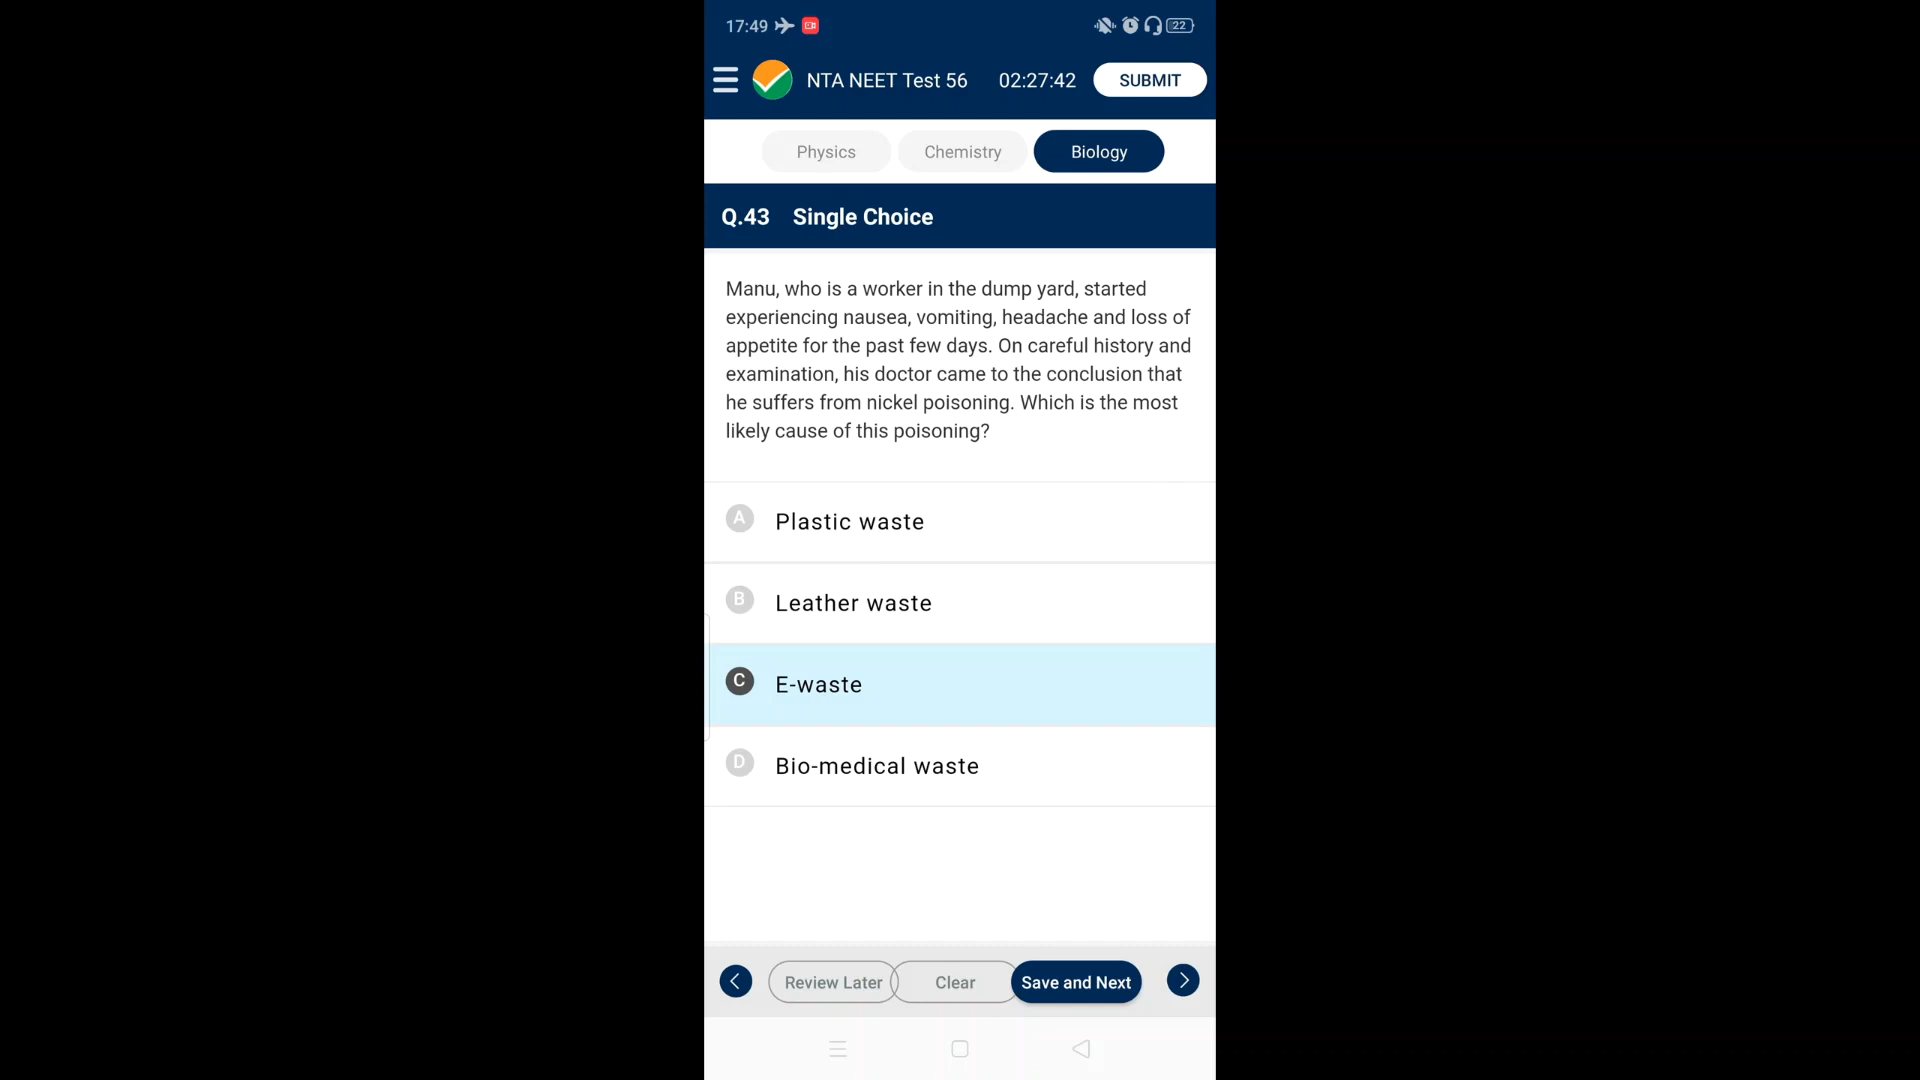 17:49 22
NTA NEET Test 56 02:27:42 SUBMIT
Physics Chemistry Biology
Q.43 Single Choice
Manu, who is a worker in the dump yard, started
experiencing nausea, vomiting, headache and loss of
appetite for the past few days. On careful history and
examination, his doctor came to the conclusion that
he suffers from nickel poisoning. Which is the most
likely cause of this poisoning?
A Plastic waste
B Leather waste
C E-waste
D Bio-medical waste
Review Later Clear Save and Next